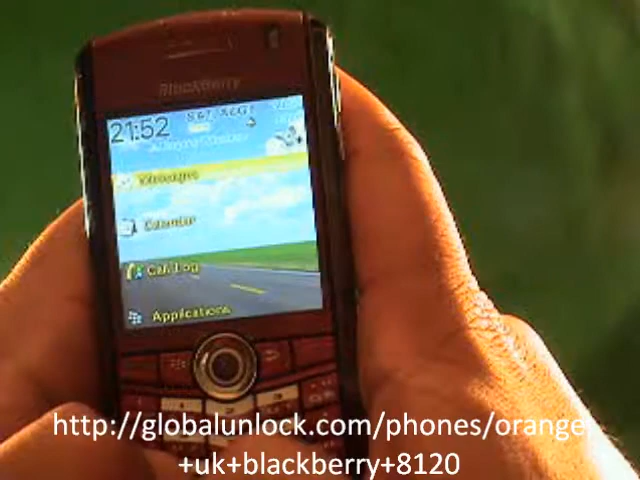 BlackBerry
21:52
Messages
Calendar
Call Log
Applications
http://globalunlock.com/phones/orange
+uk+blackberry+8120